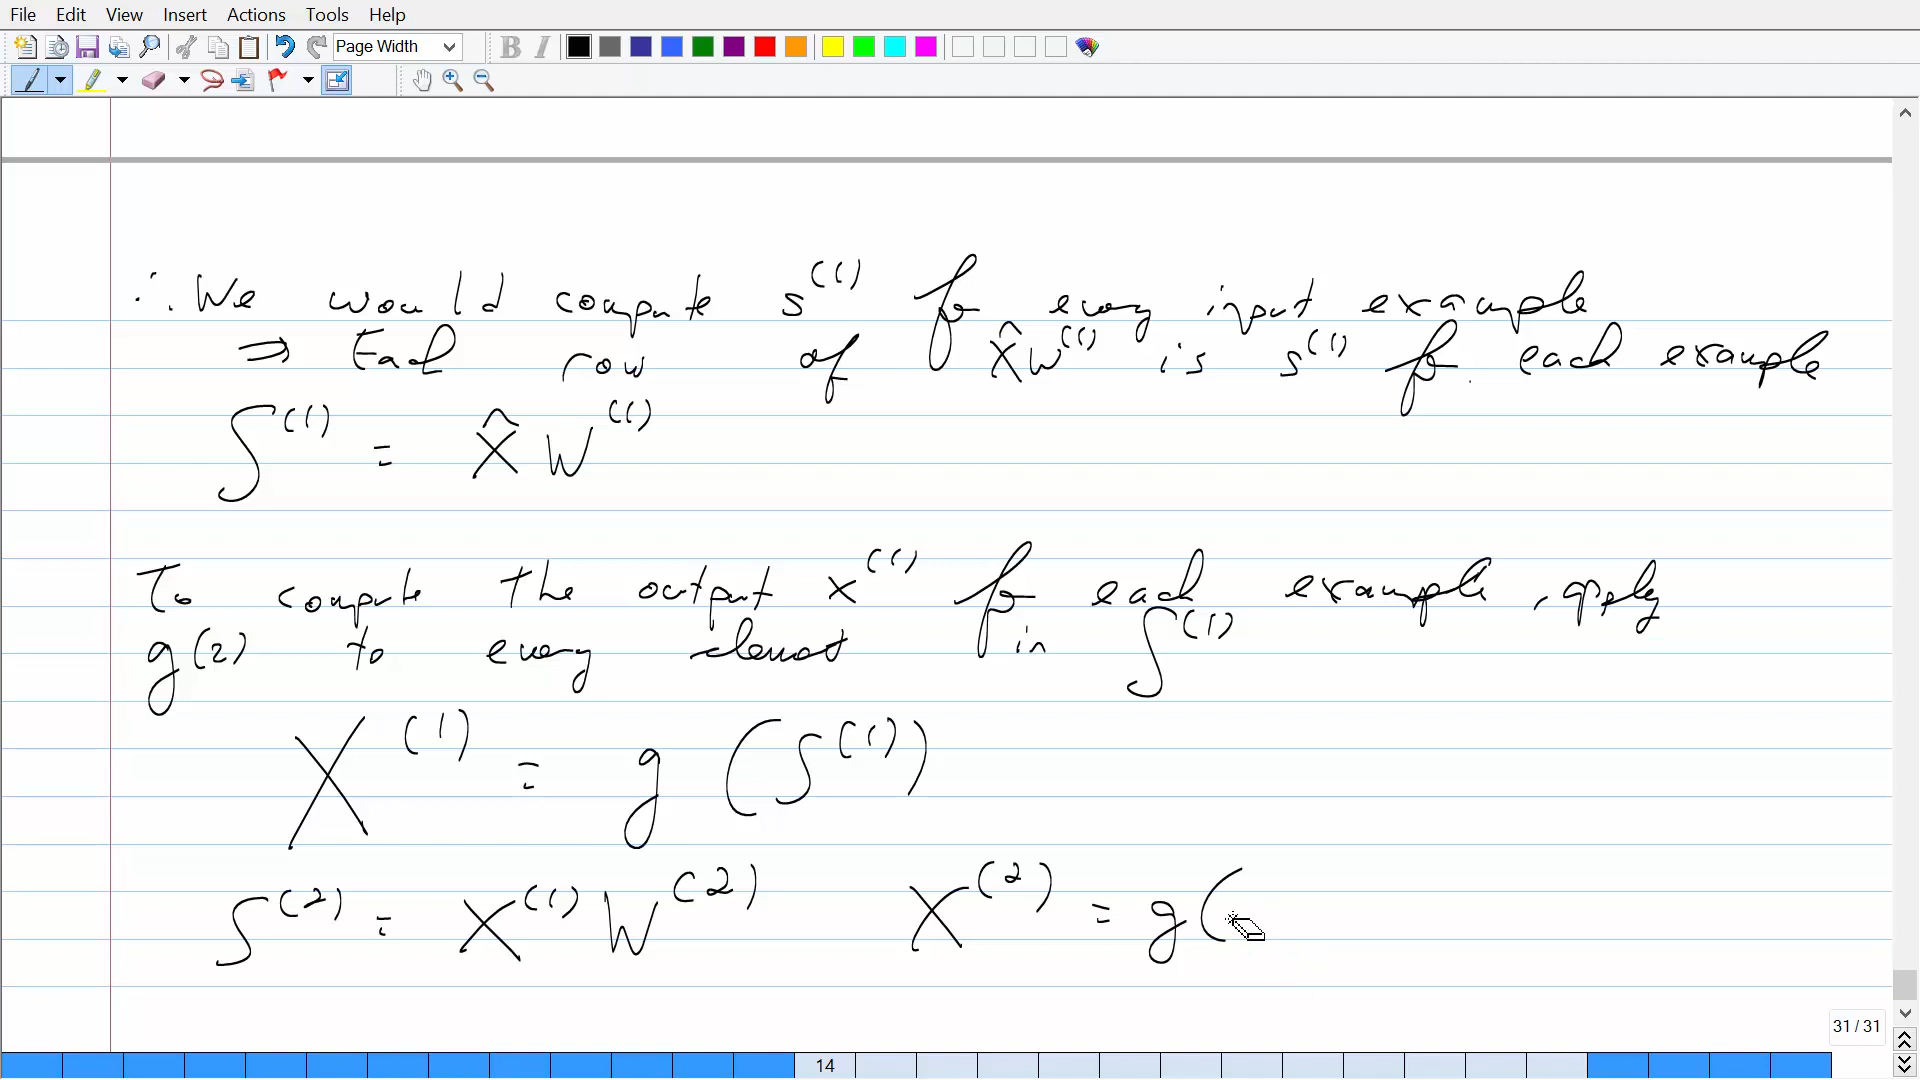 File Edit View Insert Actions Tools Help
Page Width B I
∴ We would compute s^(1) for every input example
⇒ Each row of X̂W^(1) is s^(1) for each example
S^(1) = X̂ W^(1)
To compute the output x^(1) for each example, apply
g(z) to every element in S^(1)
X^(1) = g (S^(1))
S^(2) = X^(1) W^(2) X^(2) = g(
31 / 31
14